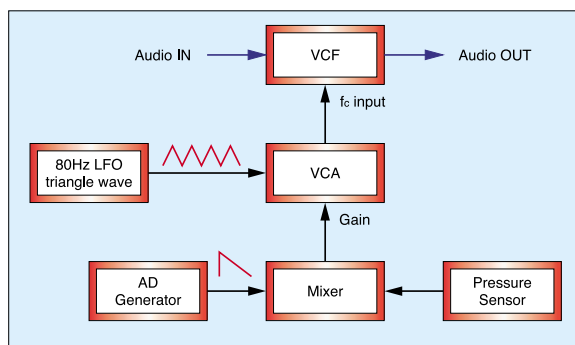 Audio IN
VCF
Audio OUT
fc input
80Hz LFO
triangle wave
VCA
Gain
AD
Generator
Mixer
Pressure
Sensor